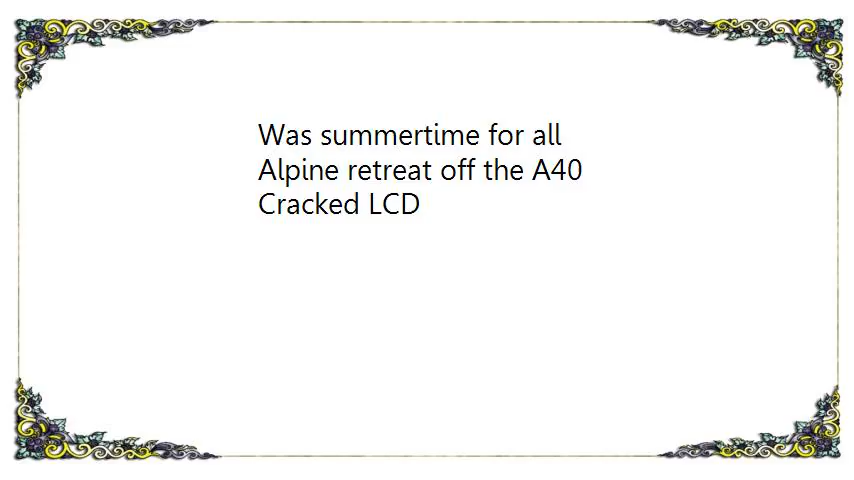 Was summertime for all
Alpine retreat off the A40
Cracked LCD